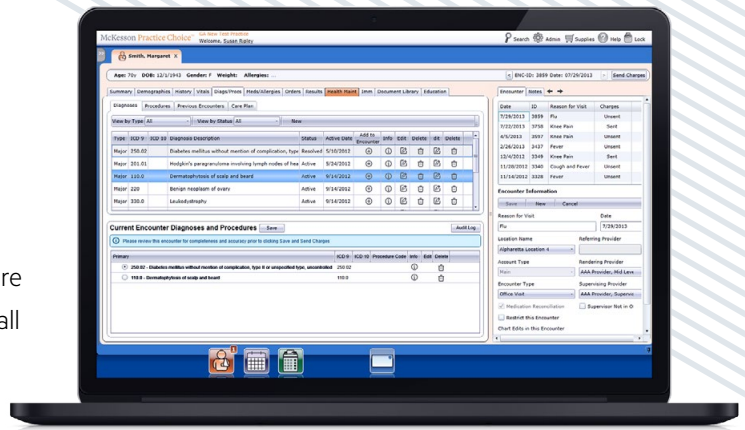 McKesson Practice Choice™ GA New Test Practice
Welcome, Susan Ripley
Search Admin Supplies Help Lock
Smith, Margaret X
Age: 70y DOB: 12/1/1943 Gender: F Weight: Allergies: ...
< ENC-ID: 3859 Date: 07/29/2013 Send Charges
Summary Demographics History Vitals Diags/Procs Meds/Allergies Orders Results Health Maint Imm Document Library Education
Encounter Notes
Diagnoses Procedures Previous Encounters Care Plan
View by Type All View by Status All New
Type ICD 9 ICD 10 Diagnosis Description Status Active Date Add to Encounter Info Edit Delete Edit Delete
Major 250.02 Diabetes mellitus without mention of complication, type Resolved 5/10/2012
Major 201.01 Hodgkin's paragranuloma involving lymph nodes of hea Active 8/24/2012
Major 110.0 Dermatophytosis of scalp and beard Active 9/14/2012
Major 220 Benign neoplasm of ovary Active 9/14/2012
Major 330.0 Leukodystrophy Active 9/14/2012
Date ID Reason for Visit Charges
7/29/2013 3859 Flu Unsent
7/22/2013 3756 Knee Pain Sent
4/5/2013 3597 Knee Pain Unsent
2/26/2013 3437 Fever Unsent
12/4/2012 3349 Knee Pain Sent
11/28/2012 3340 Cough and Fever Unsent
11/14/2012 3328 Fever Unsent
Current Encounter Diagnoses and Procedures Save Audit Log
Please review this encounter for completeness and accuracy prior to clicking Save and Send Charges
Primary ICD 9 ICD 10 Procedure Code Info Edit Delete
250.02 - Diabetes mellitus without mention of complication, type II or unspecified type, uncontrolled 250.02
110.0 - Dermatophytosis of scalp and beard 110.0
Encounter Information
Save New Cancel
Reason for Visit Date
Flu 7/29/2013
Location Name Referring Provider
Alpharetta Location 4
Account Type Rendering Provider
Main AAA Provider, Mid Leve
Encounter Type Supervising Provider
Office Visit AAA Provider, Superviso
Medication Reconciliation Supervisor Not in O
Restrict this Encounter
Chart Edits in this Encounter
re
all
1